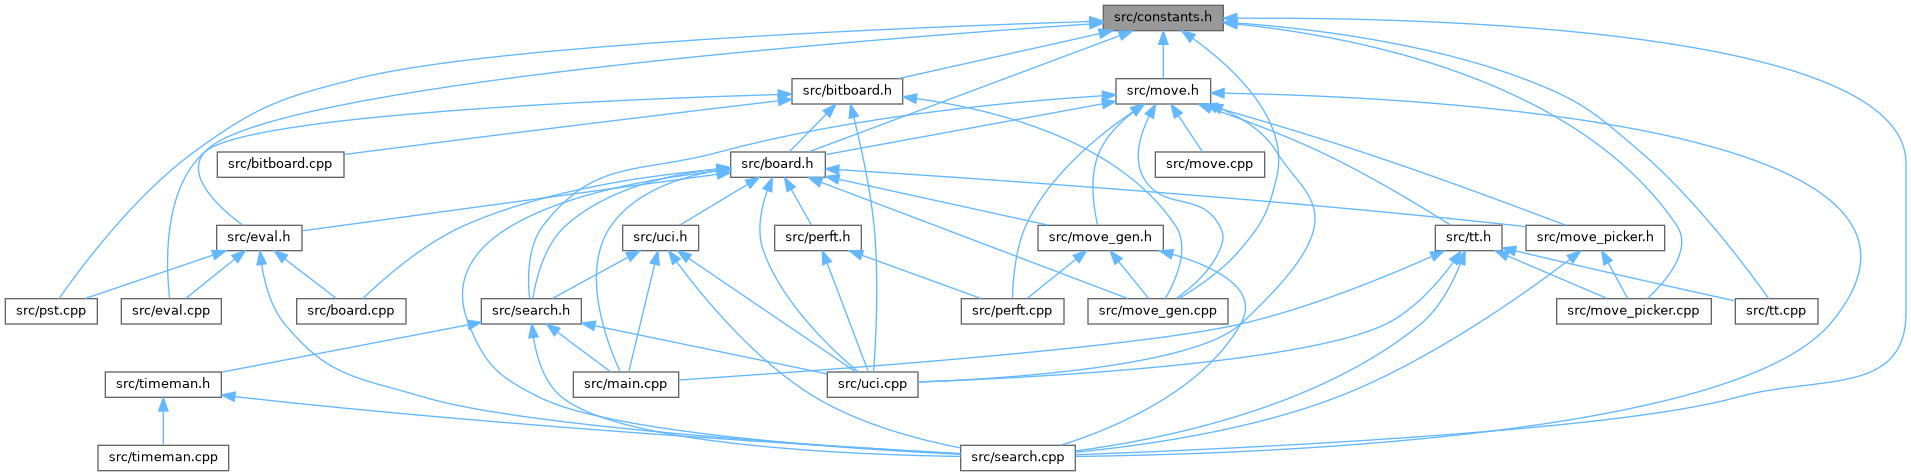 src/constants.h
src/bitboard.h
src/move.h
src/bitboard.cpp
src/board.h
src/move.cpp
src/eval.h
src/uci.h
src/perft.h
src/move_gen.h
src/tt.h
src/move_picker.h
src/pst.cpp
src/eval.cpp
src/board.cpp
src/search.h
src/perft.cpp
src/move_gen.cpp
src/move_picker.cpp
src/tt.cpp
src/timeman.h
src/main.cpp
src/uci.cpp
src/timeman.cpp
src/search.cpp